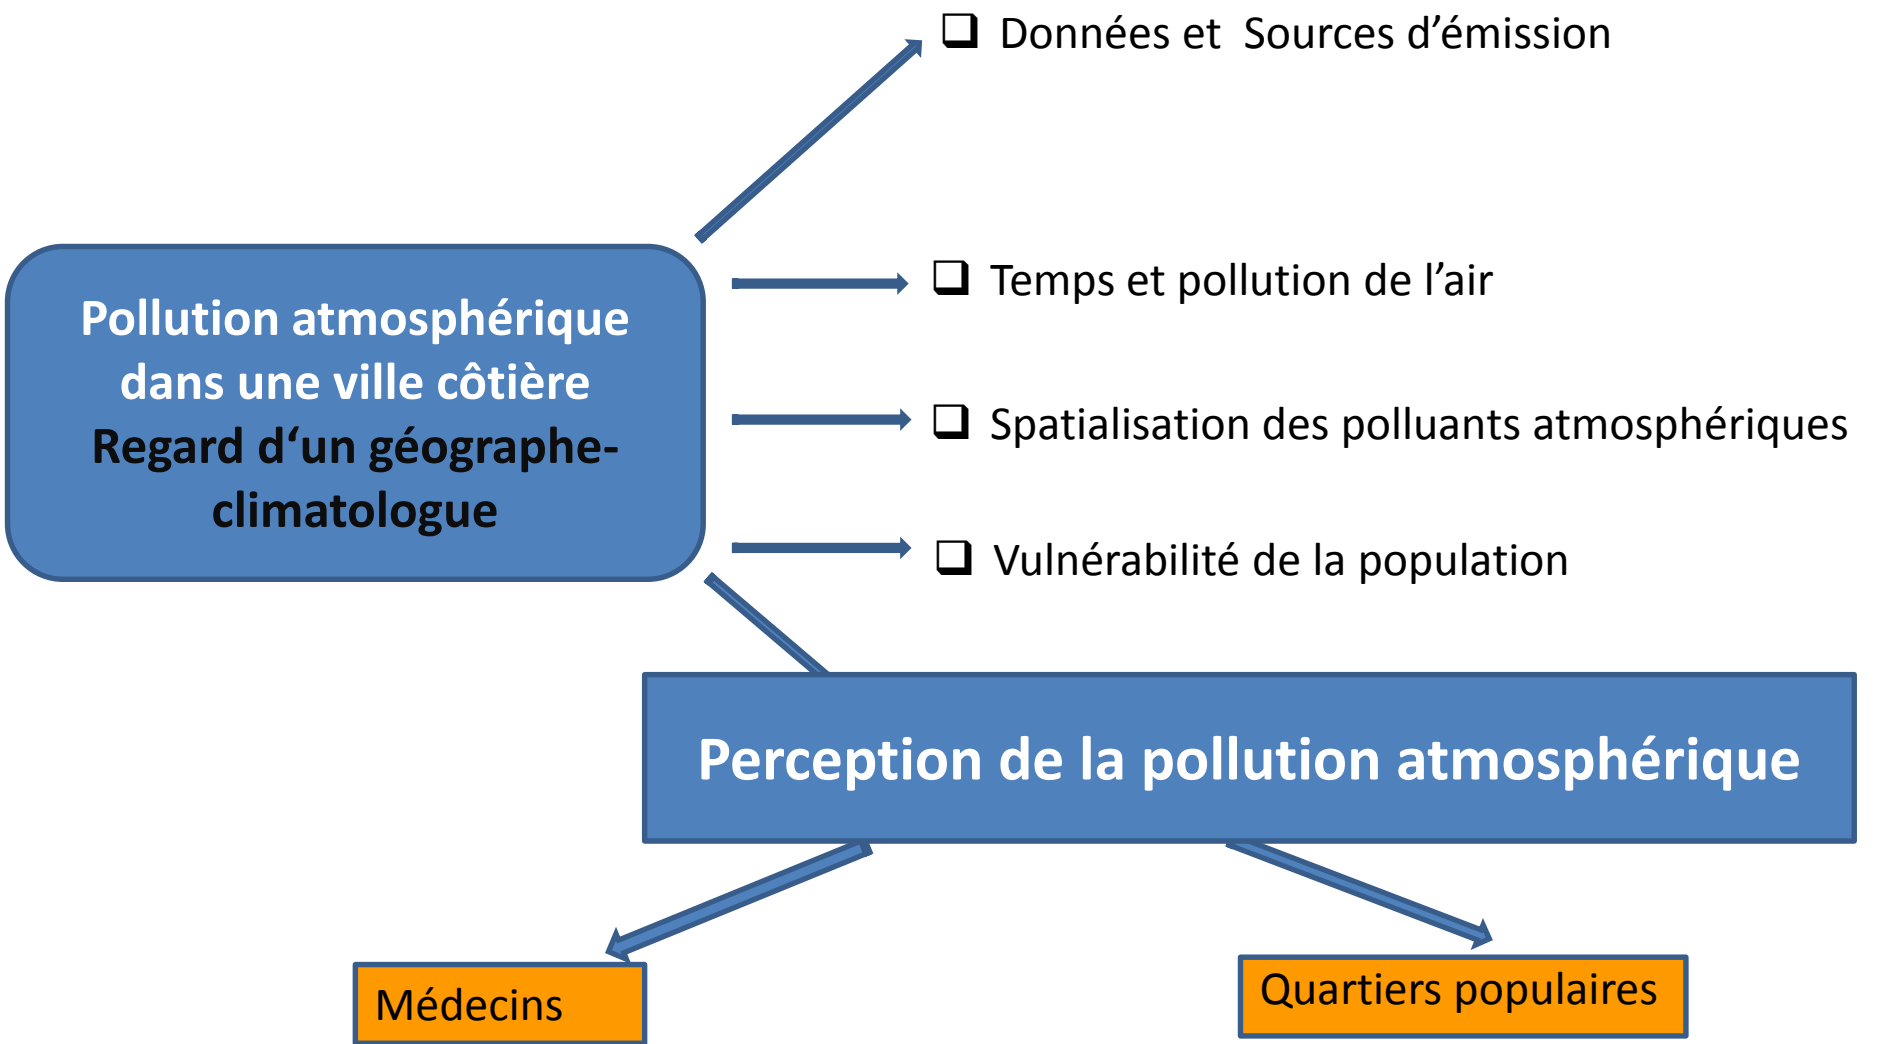 Données et Sources d’émission
Pollution atmosphérique
dans une ville côtière
Regard d‘un géographe-
climatologue
Temps et pollution de l’air
Spatialisation des polluants atmosphériques
Vulnérabilité de la population
Perception de la pollution atmosphérique
Médecins
Quartiers populaires